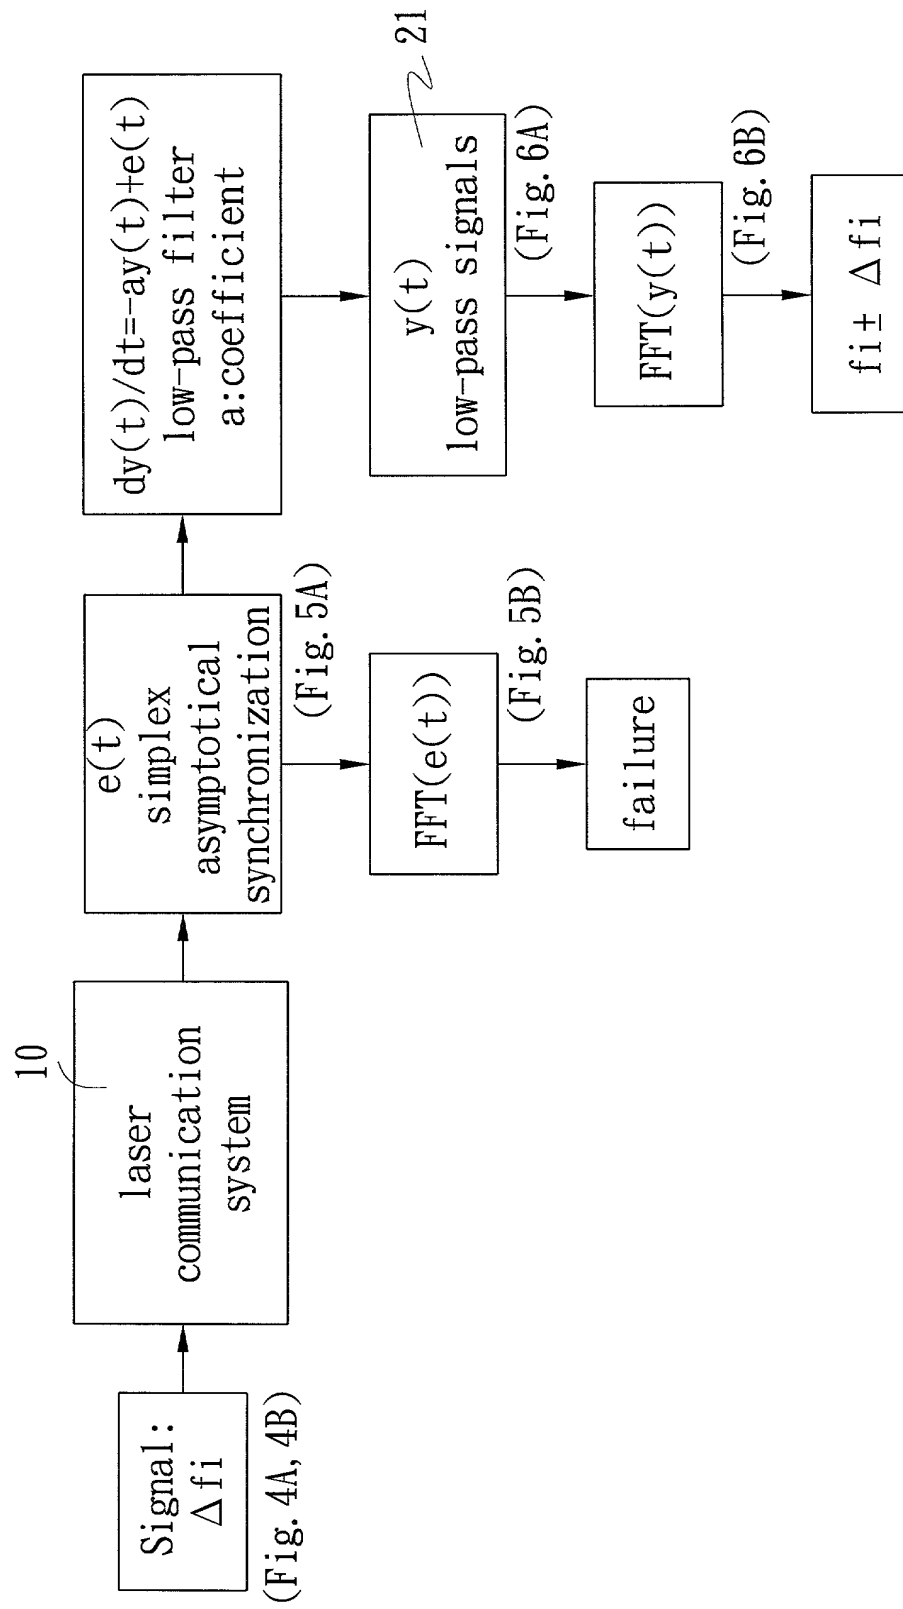 Signal:
Δfi
(Fig. 4A, 4B)
10
laser
communication
system
e(t)
simplex
asymptotical
synchronization
(Fig. 5A)
FFT(e(t))
(Fig. 5B)
failure
dy(t)/dt=-ay(t)+e(t)
low-pass filter
a:coefficient
21
y(t)
low-pass signals
(Fig. 6A)
FFT(y(t))
(Fig. 6B)
fi± Δfi